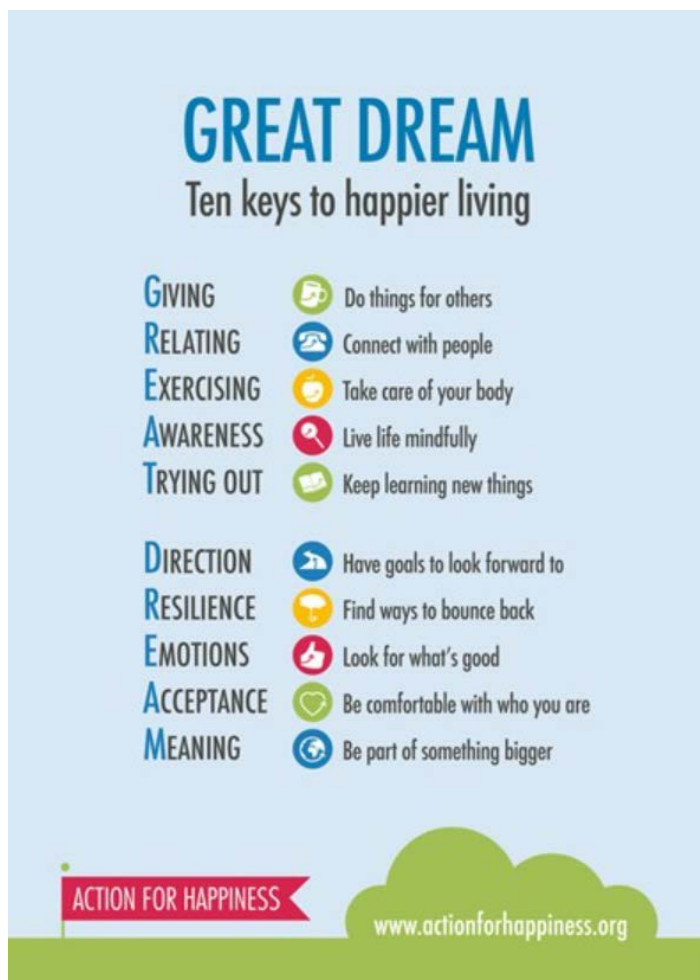 GREAT DREAM
Ten keys to happier living
GIVING Do things for others
RELATING Connect with people
EXERCISING Take care of your body
AWARENESS Live life mindfully
TRYING OUT Keep learning new things
DIRECTION Have goals to look forward to
RESILIENCE Find ways to bounce back
EMOTIONS Look for what's good
ACCEPTANCE Be comfortable with who you are
MEANING Be part of something bigger
ACTION FOR HAPPINESS
www.actionforhappiness.org